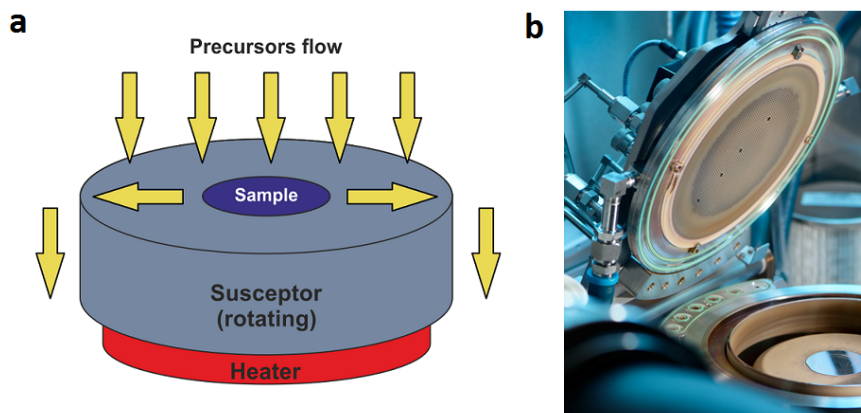 a
b
Precursors flow
Sample
Susceptor
(rotating)
Heater